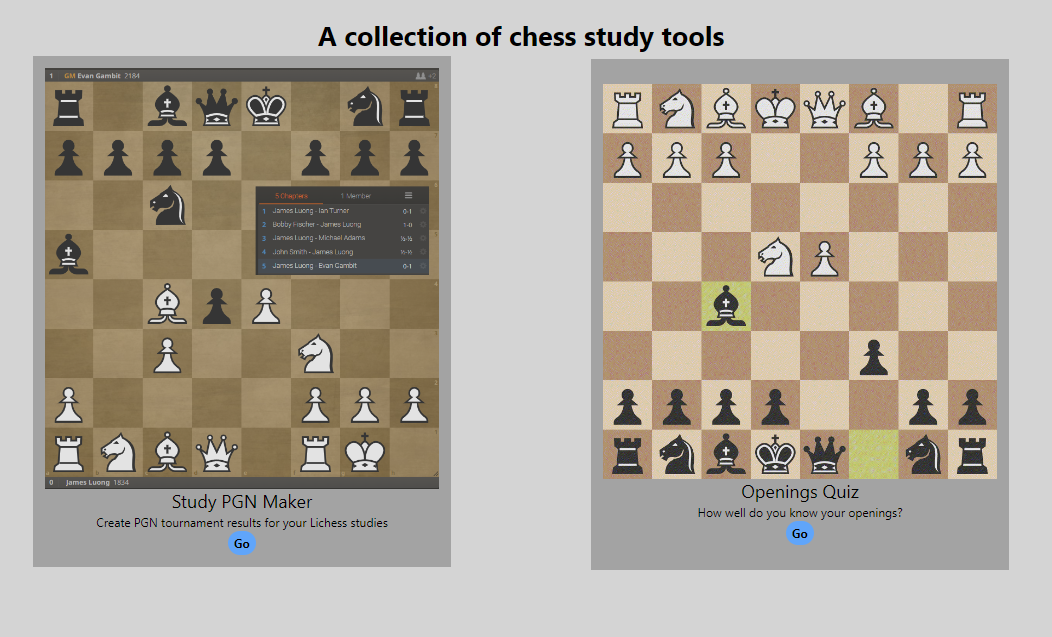 A collection of chess study tools
1 GM Evan Gambit 2184 +2
5 Chapters 1 Member
1 James Luong - Ian Turner 0-1
2 Bobby Fischer - James Luong 1-0
3 James Luong - Michael Adams ½-½
4 John Smith - James Luong ½-½
5 James Luong - Evan Gambit 0-1
0 James Luong 1834
Study PGN Maker
Create PGN tournament results for your Lichess studies
Go
Openings Quiz
How well do you know your openings?
Go